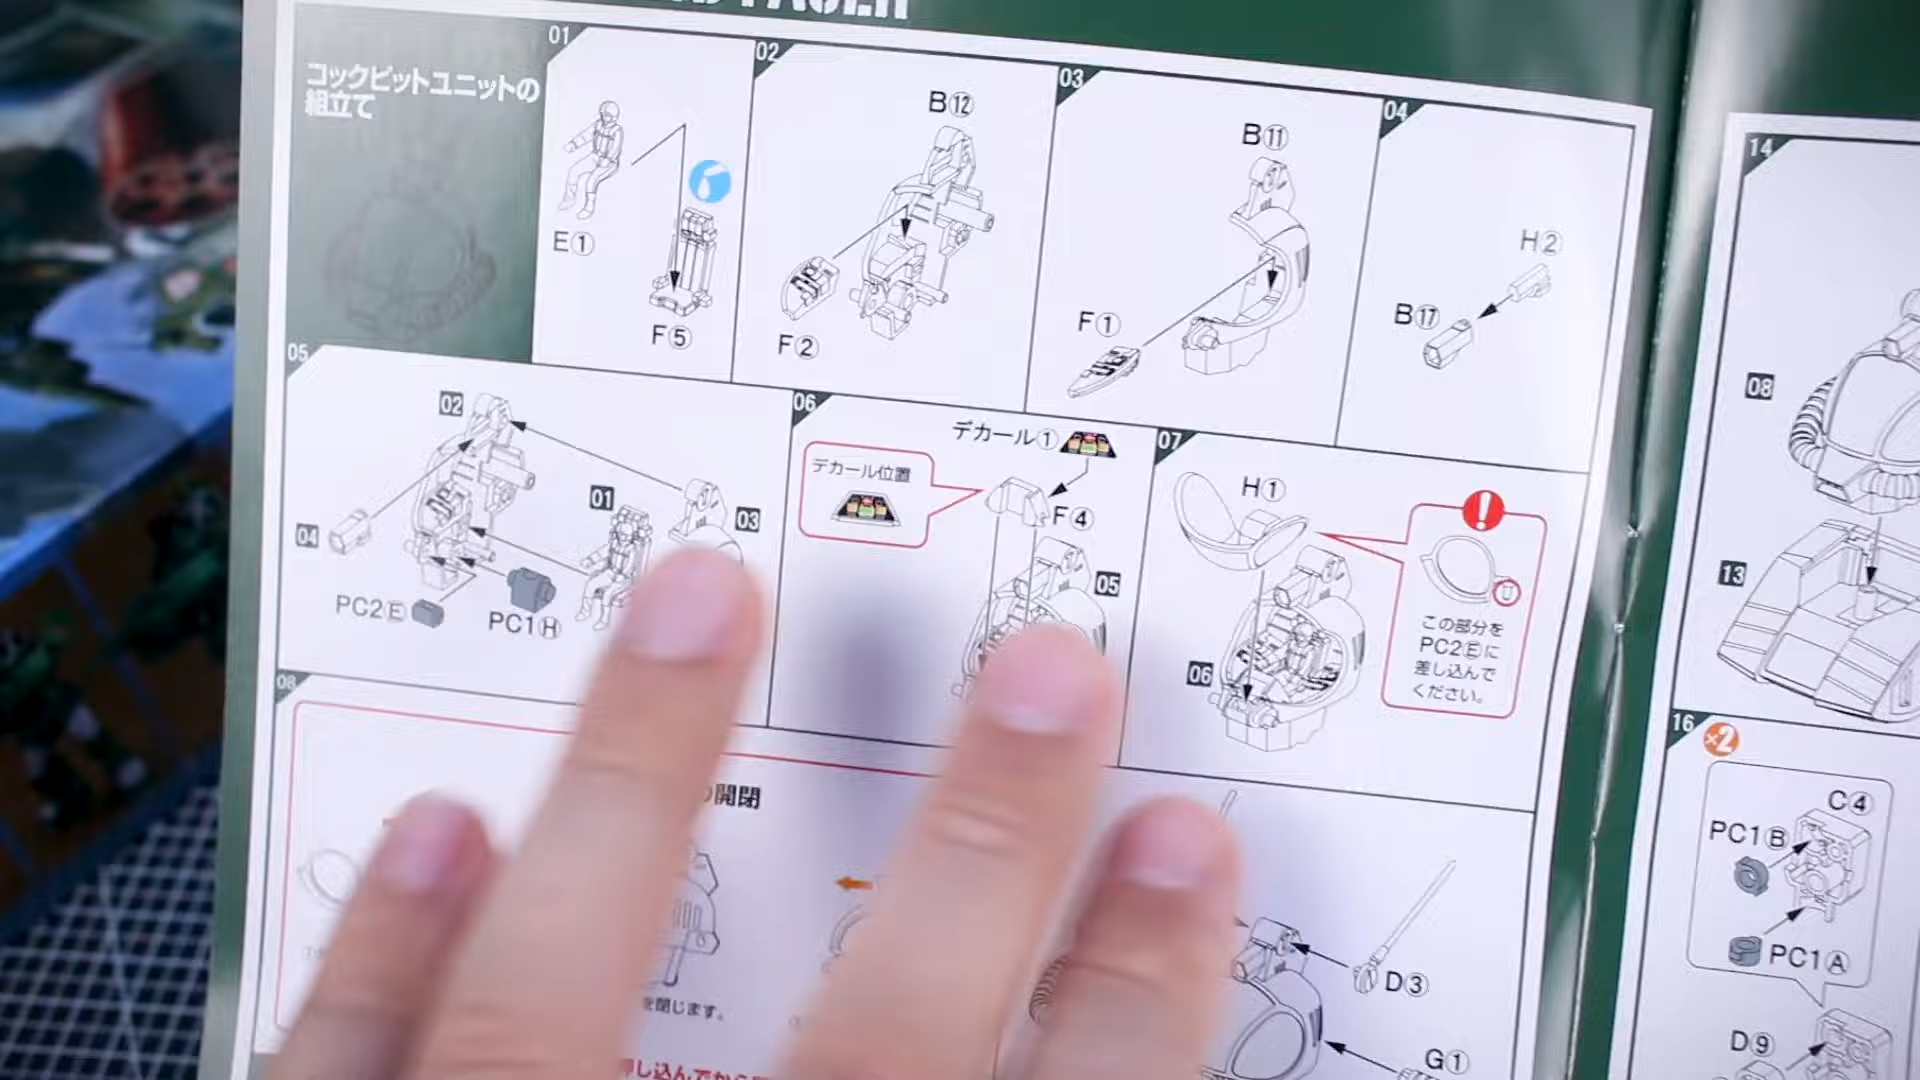 コックピットユニットの
組立て
01
E①
F⑤
02
B⑫
F②
03
B⑪
F①
04
H②
B⑰
05
02
01
03
04
PC2Ⓔ
PC1Ⓗ
06
デカール①
デカール位置
F④
05
07
H①
!
この部分を
PC2Ⓔに
差し込んで
ください。
06
08
開閉
を閉じます。
D③
G①
14
08
13
16
×2
C④
PC1Ⓑ
PC1Ⓐ
D⑨